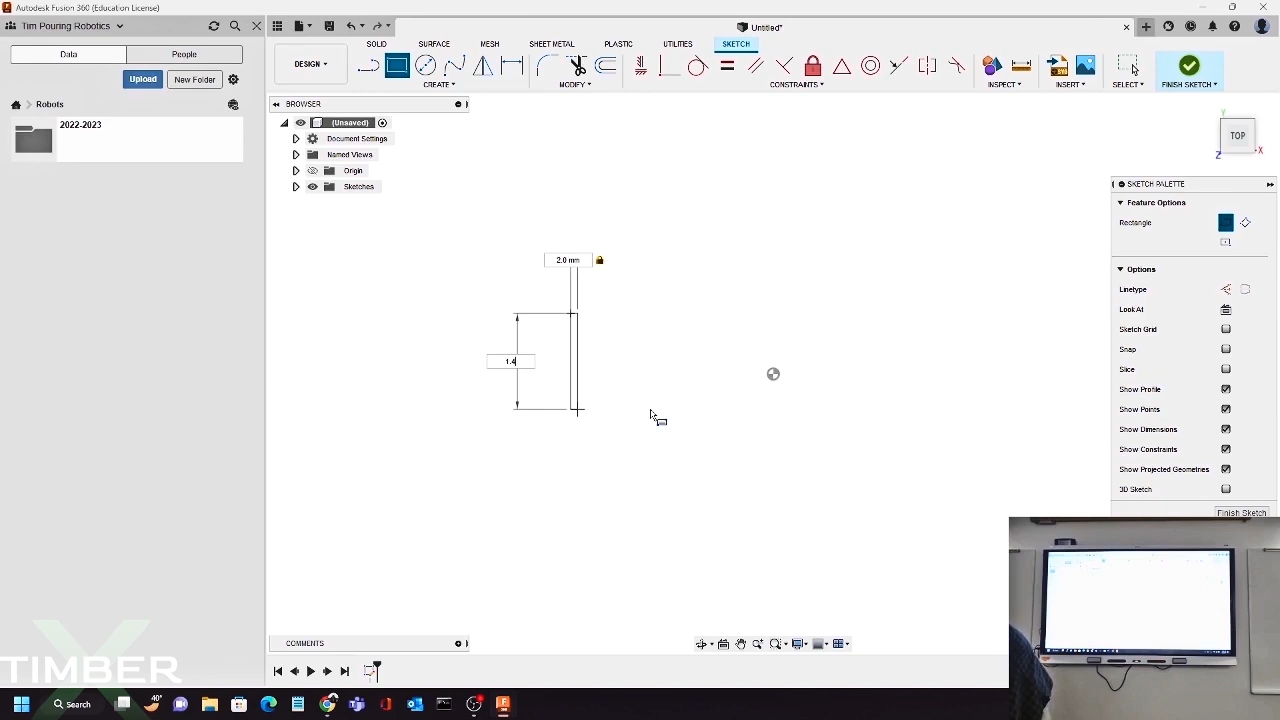 Autodesk Fusion 360 (Education License)
Tim Pouring Robotics
Untitled*
Data
People
Upload
New Folder
Robots
2022-2023
DESIGN
SOLID
SURFACE
MESH
SHEET METAL
PLASTIC
UTILITIES
SKETCH
CREATE
MODIFY
CONSTRAINTS
INSPECT
INSERT
SELECT
FINISH SKETCH
BROWSER
(Unsaved)
Document Settings
Named Views
Origin
Sketches
2.0 mm
1.4
Y
TOP
X
Z
SKETCH PALETTE
Feature Options
Rectangle
Options
Linetype
Look At
Sketch Grid
Snap
Slice
Show Profile
Show Points
Show Dimensions
Show Constraints
Show Projected Geometries
3D Sketch
Finish Sketch
COMMENTS
X
TIMBER
Search
40°